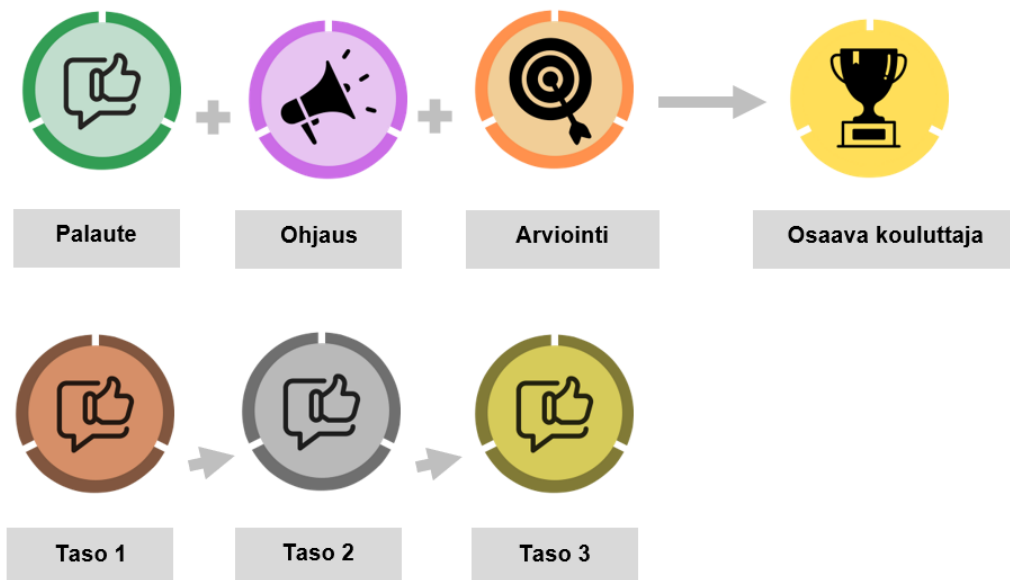 Palaute
Ohjaus
Arviointi
Osaava kouluttaja
Taso 1
Taso 2
Taso 3